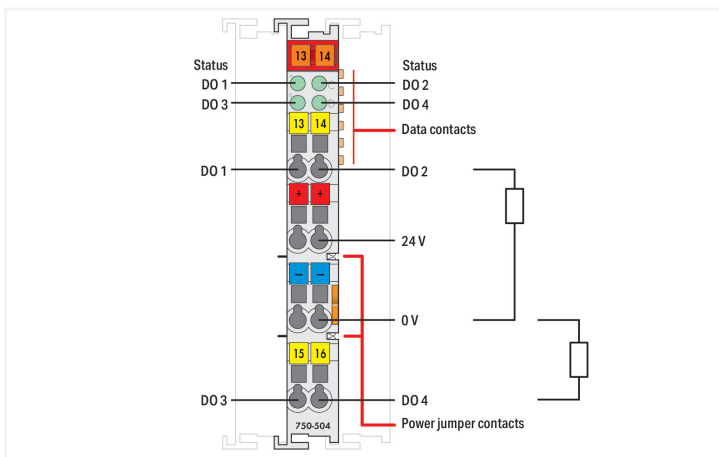 13 14
Status Status
DO 1 DO 2
DO 3 DO 4
13 14
Data contacts
DO 1 DO 2
+ +
24 V
− −
0 V
15 16
DO 3 DO 4
Power jumper contacts
750-504